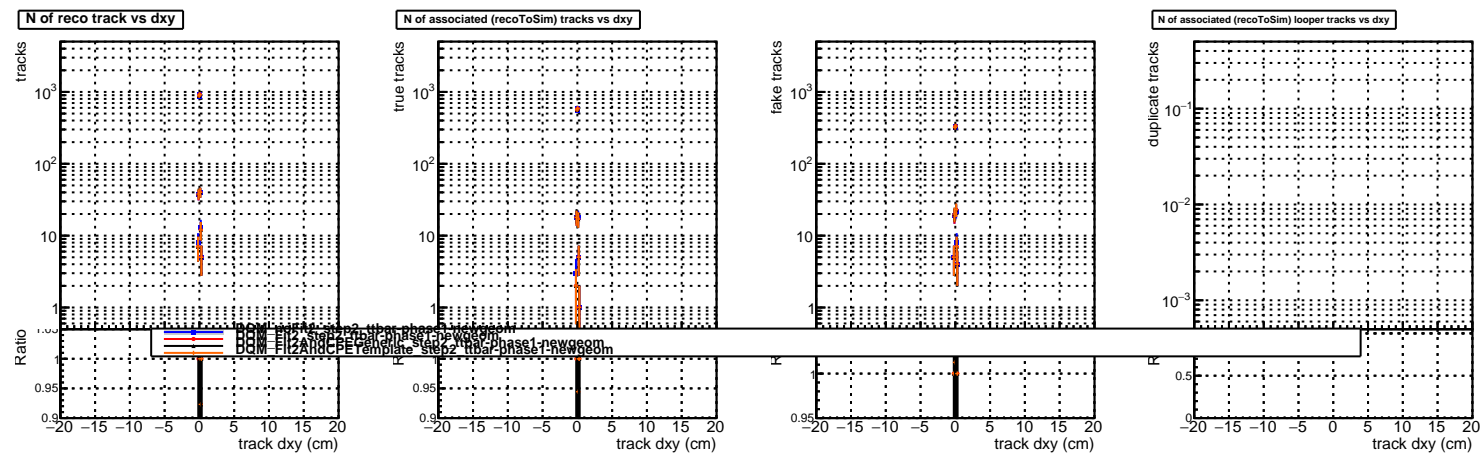 N of reco track vs dxy
N of associated (recoToSim) tracks vs dxy
N of associated (recoToSim) looper tracks vs dxy
tracks
10³
10²
10
1
true tracks
10³
10²
10
1
fake tracks
10³
10²
10
1
duplicate tracks
10⁻¹
10⁻²
10⁻³
DQM_Fit2AndCPEGeneric_step2_ttbar-phase1-newgeom
DQM_Fit2AndCPETemplate_step2_ttbar-phase1-newgeom
Ratio
1
0.95
0.9
−20 −15 −10 −5 0 5 10 15 20
track dxy (cm)
0.95
0.9
−20 −15 −10 −5 0 5 10 15 20
track dxy (cm)
1
0.95
−20 −15 −10 −5 0 5 10 15 20
track dxy (cm)
0.5
0
−20 −15 −10 −5 0 5 10 15 20
track dxy (cm)